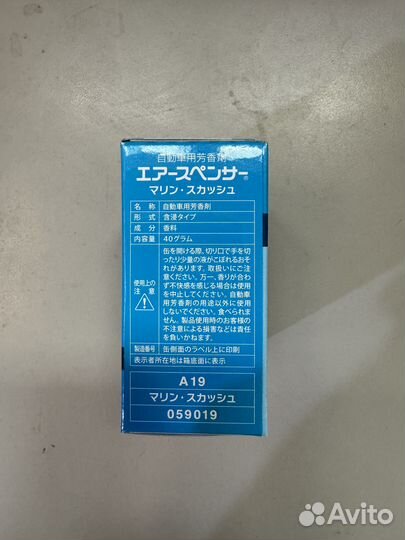 自動車用芳香剤
エアースペンサー®
マリン・スカッシュ
名 称 自動車用芳香剤
形 式 含浸タイプ
成 分 香料
内容量 40グラム
使用上の
注 意
缶を開ける際、切り口で手を切
ったり少量の液がこぼれるおそ
れがあります。取扱いにご注
意ください。万一、香りが合わ
ず不快感を感じる場合は使用
を中止してください。自動車
用芳香剤の用途以外に使用
しないでください。食べられま
せん。製品使用時のお客様の
不注意による損害などは責任
を負いかねます。
製造番号 缶側面のラベル上に印刷
表示者所在地は箱底面に表示
A19
マリン・スカッシュ
059019
Avito